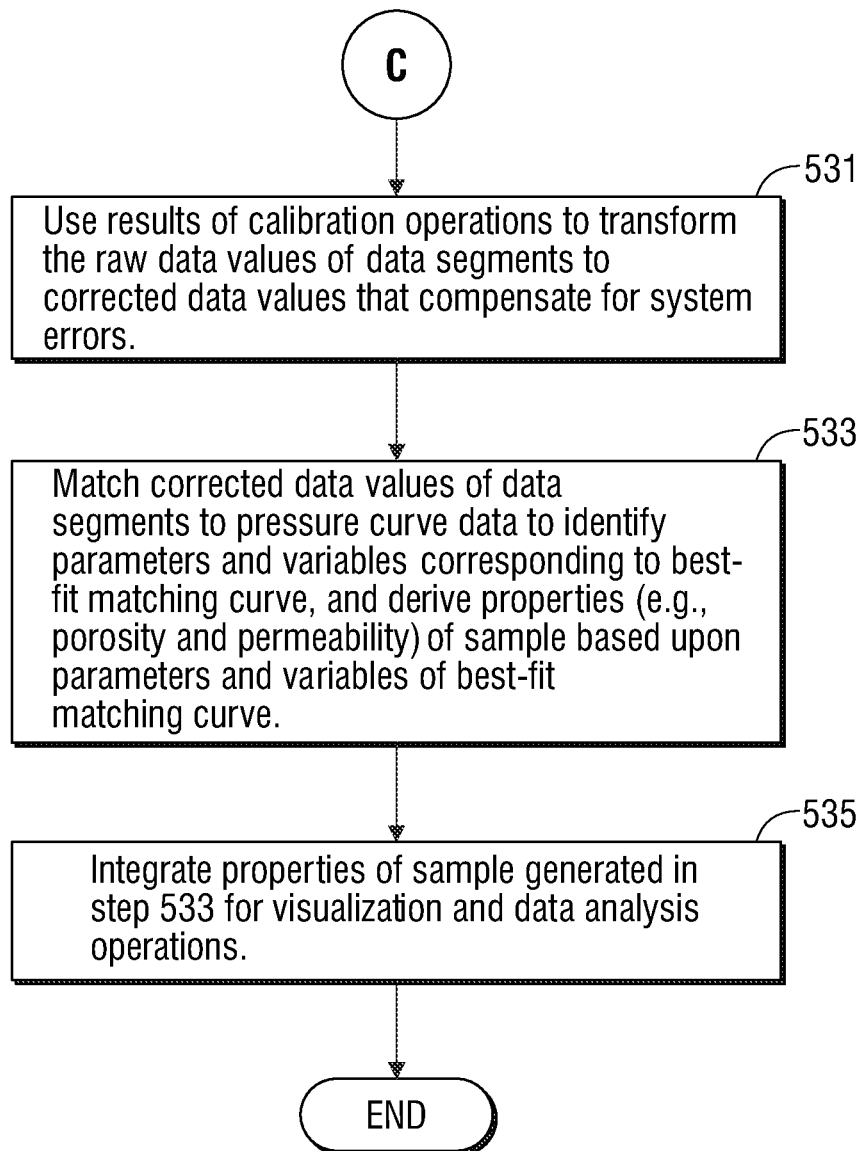 C
531
Use results of calibration operations to transform
the raw data values of data segments to
corrected data values that compensate for system
errors.
533
Match corrected data values of data
segments to pressure curve data to identify
parameters and variables corresponding to best-
fit matching curve, and derive properties (e.g.,
porosity and permeability) of sample based upon
parameters and variables of best-fit
matching curve.
535
Integrate properties of sample generated in
step 533 for visualization and data analysis
operations.
END